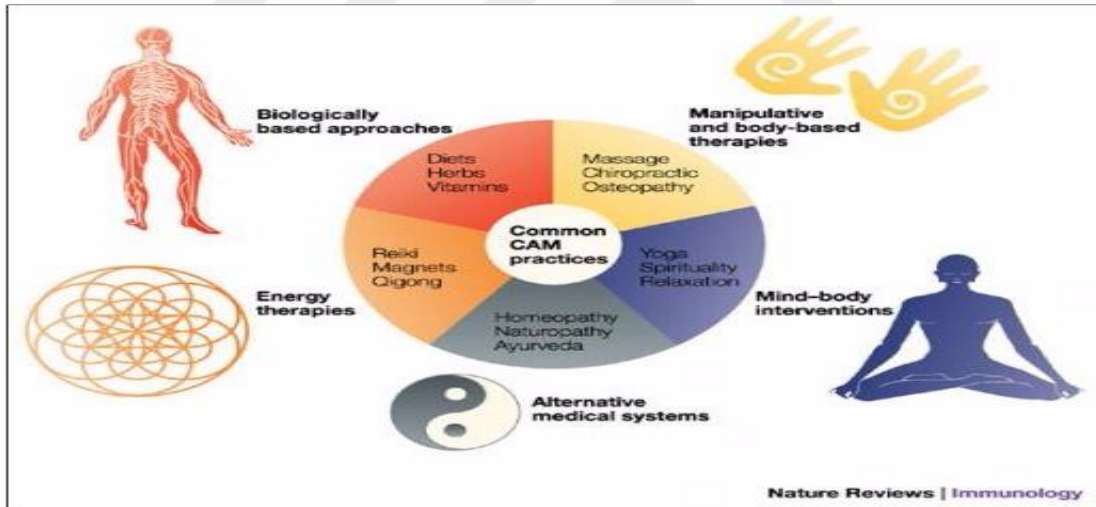 Biologically
based approaches
Manipulative
and body-based
therapies
Diets
Herbs
Vitamins
Massage
Chiropractic
Osteopathy
Common
CAM
practices
Reiki
Magnets
Qigong
Yoga
Spirituality
Relaxation
Energy
therapies
Mind–body
interventions
Homeopathy
Naturopathy
Ayurveda
Alternative
medical systems
Nature Reviews | Immunology